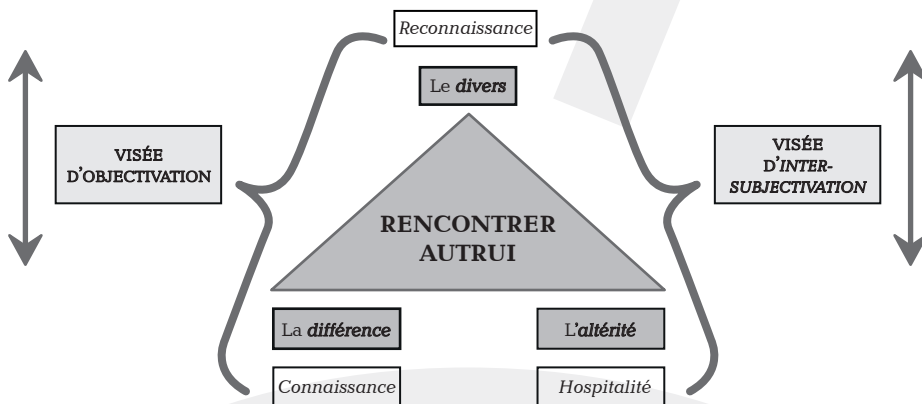 Reconnaissance
Le divers
VISÉE
D'OBJECTIVATION
VISÉE
D'INTER-
SUBJECTIVATION
RENCONTRER
AUTRUI
La différence
L'altérité
Connaissance
Hospitalité